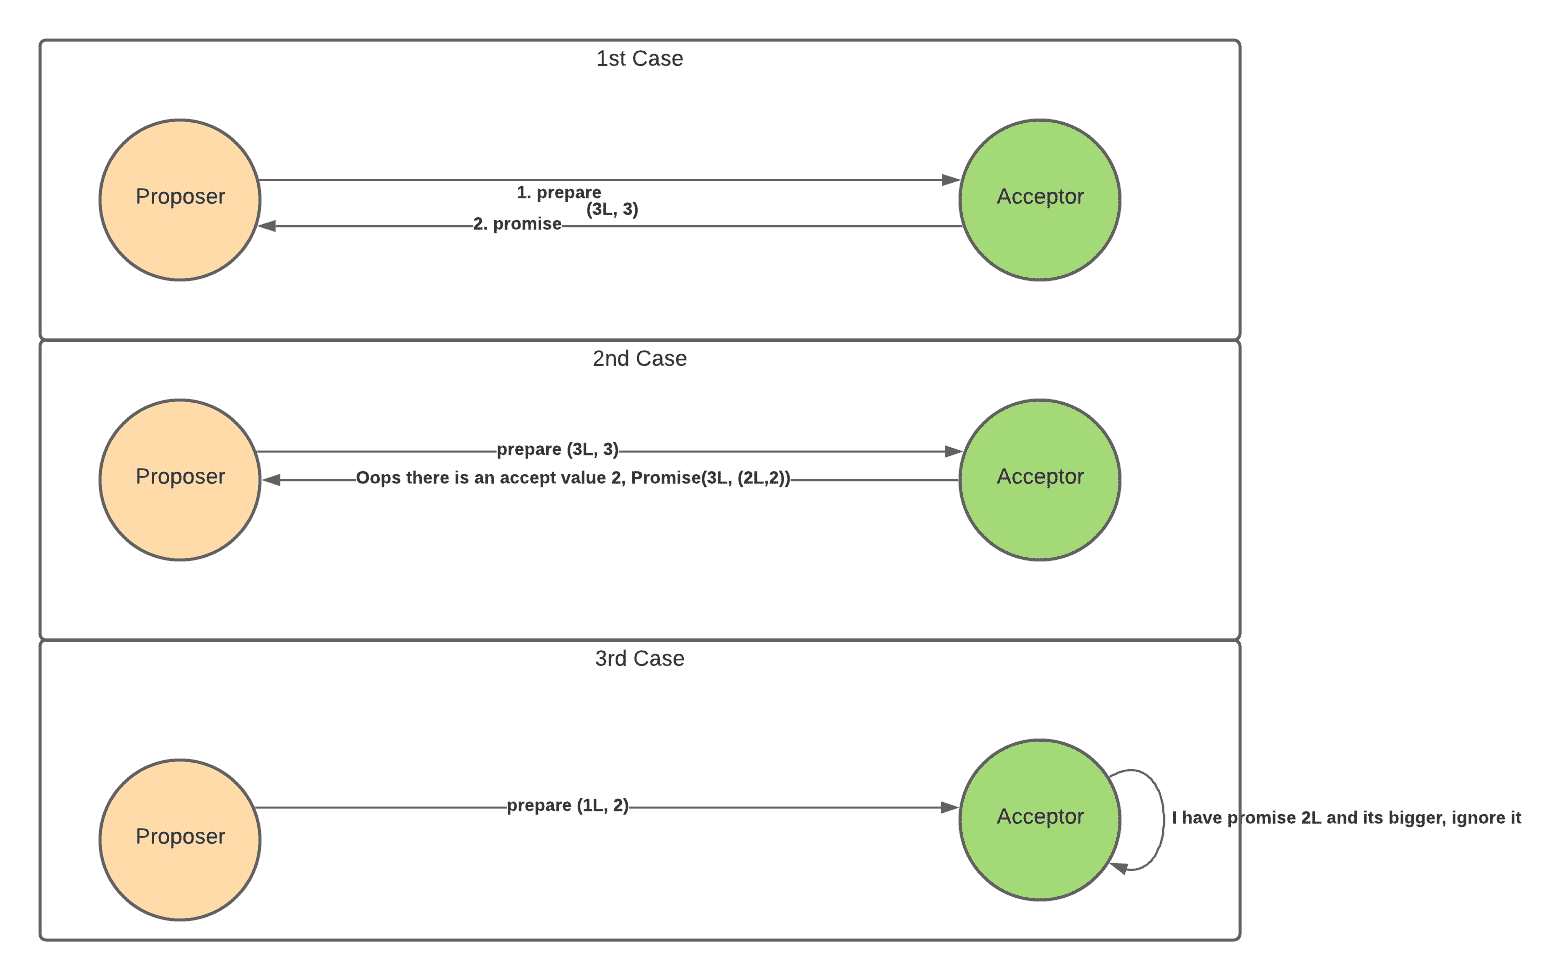 1st Case
Proposer
1. prepare
(3L, 3)
2. promise
Acceptor
2nd Case
Proposer
prepare (3L, 3)
Oops there is an accept value 2, Promise(3L, (2L,2))
Acceptor
3rd Case
Proposer
prepare (1L, 2)
Acceptor
I have promise 2L and its bigger, ignore it